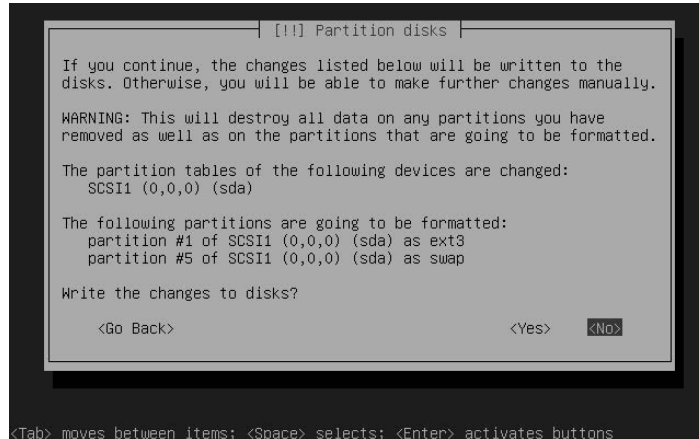 [!!] Partition disks
If you continue, the changes listed below will be written to the
disks. Otherwise, you will be able to make further changes manually.
WARNING: This will destroy all data on any partitions you have
removed as well as on the partitions that are going to be formatted.
The partition tables of the following devices are changed:
SCSI1 (0,0,0) (sda)
The following partitions are going to be formatted:
partition #1 of SCSI1 (0,0,0) (sda) as ext3
partition #5 of SCSI1 (0,0,0) (sda) as swap
Write the changes to disks?
<Go Back> <Yes> <No>
<Tab> moves between items; <Space> selects; <Enter> activates buttons